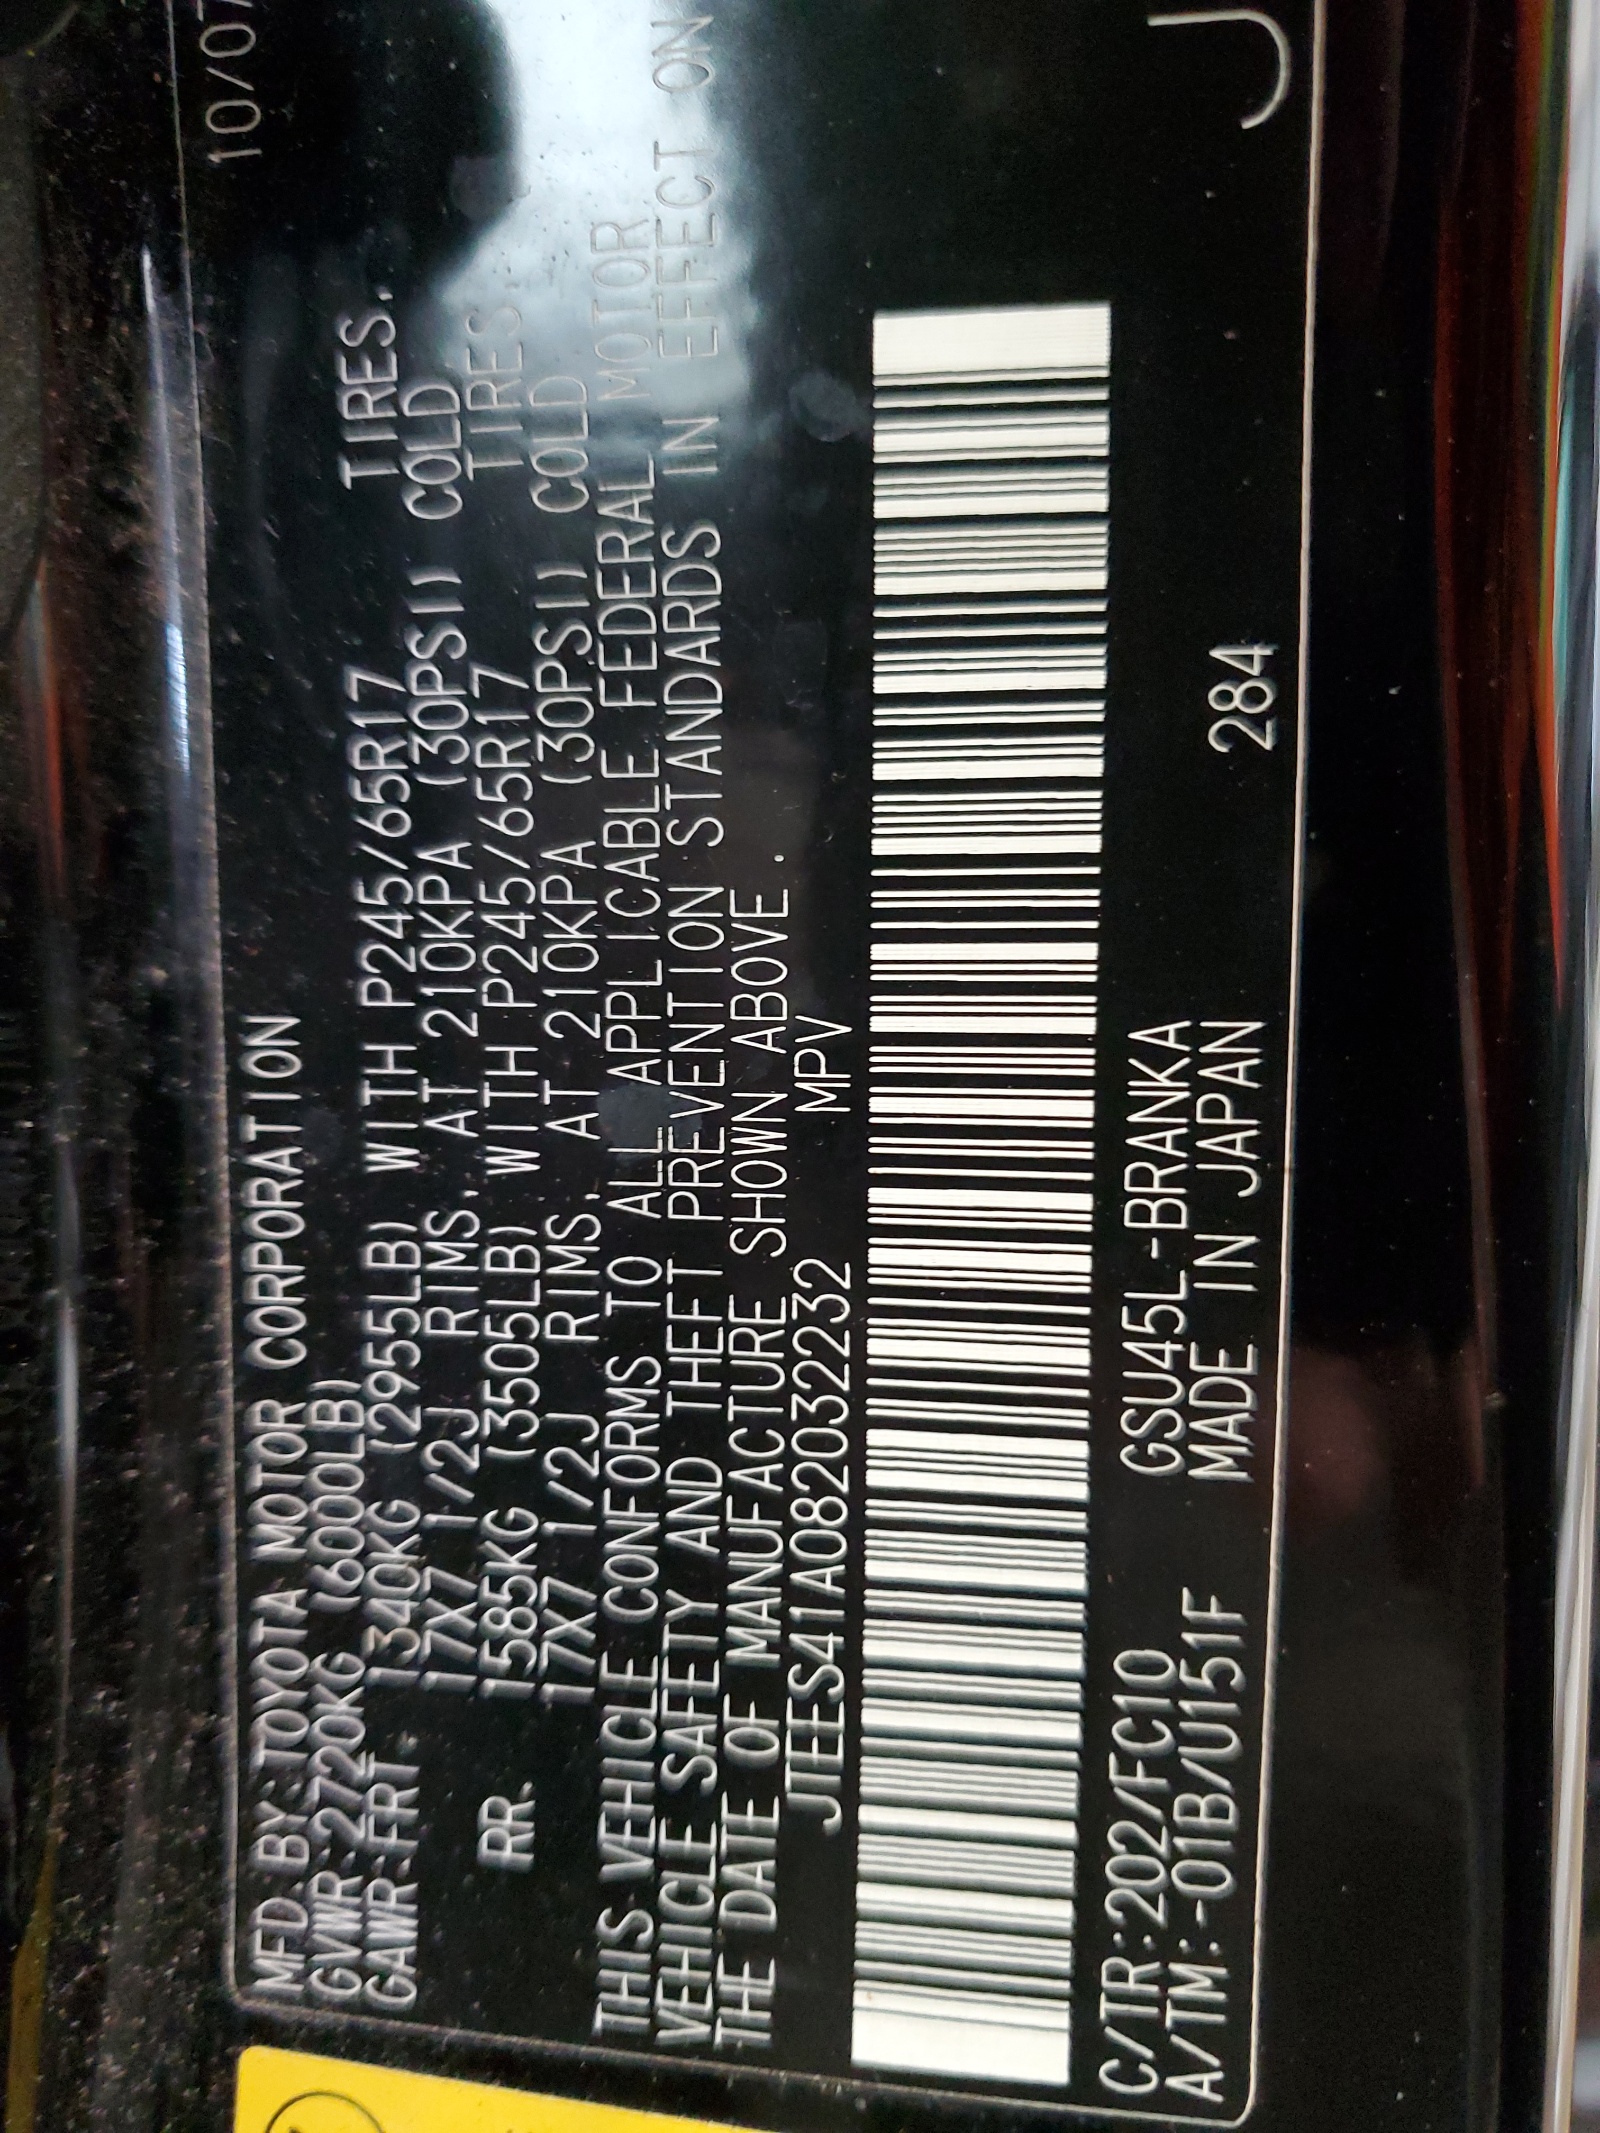 10/07
MFD.BY:TOYOTA MOTOR CORPORATION
GVWR:2720KG (6000LB)
GAWR:FRT. 1340KG (2955LB) WITH P245/65R17 TIRES.
17X7 1/2J RIMS. AT 210KPA (30PSI) COLD
RR. 1585KG (3505LB) WITH P245/65R17 TIRES.
17X7 1/2J RIMS. AT 210KPA (30PSI) COLD
THIS VEHICLE CONFORMS TO ALL APPLICABLE FEDERAL MOTOR
VEHICLE SAFETY AND THEFT PREVENTION STANDARDS IN EFFECT ON
THE DATE OF MANUFACTURE SHOWN ABOVE.
JTEES41A082032232 MPV
C/TR:202/FC10 GSU45L-BRANKA
A/TM:-01B/U151F MADE IN JAPAN 284
J